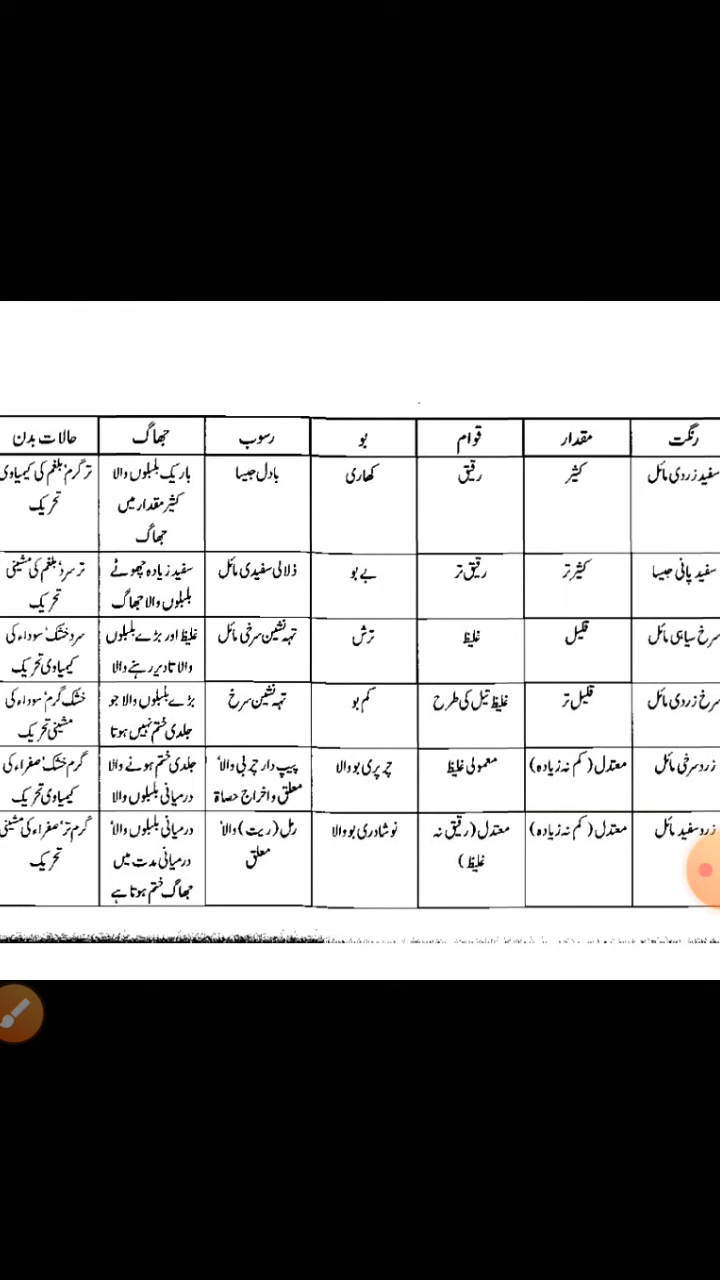 رنگت	مقدار	قوام	بو	رسوب	جھاگ	حالات بدن
سفید زردی مائل	کثیر	رقیق	کھاری	بادل جیسا	باریک بلبلوں والا	تر گرم' بلغم کی کیمیاوی
کثیر مقدار میں	تحریک
جھاگ
سفید پانی جیسا	کثیر تر	رقیق تر	بے بو	ذلالی سفیدی مائل	سفید زیادہ چھوٹے	تر سرد' بلغم کی مشینی
بلبلوں والا جھاگ	تحریک
سرخ سیاہی مائل	قلیل	غلیظ	ترش	تہہ نشین سرخی مائل	غلیظ اور بڑے بلبلوں	سرد خشک' سوداء کی
والا تا دیر رہنے والا	کیمیاوی تحریک
سرخ زردی مائل	قلیل تر	غلیظ تیل کی طرح	کم بو	تہہ نشین سرخ	بڑے بلبلوں والا جو	خشک گرم' سوداء کی
جلدی ختم نہیں ہوتا	مشینی تحریک
زرد سرخی مائل	معتدل (کم نہ زیادہ)	معمولی غلیظ	چرپری بو والا	پیپ دار چربی والا'	جلدی ختم ہونے والا	گرم خشک' صفراء کی
معلق و اخراج حصاة	درمیانی بلبلوں والا	کیمیاوی تحریک
زرد سفید مائل	معتدل (کم نہ زیادہ)	معتدل (رقیق نہ	نوشادری بو والا	رمل (ریت) والا'	درمیانی بلبلوں والا'	گرم تر' صفراء کی مشینی
غلیظ)	معلق	درمیانی مدت میں	تحریک
جھاگ ختم ہوتا ہے